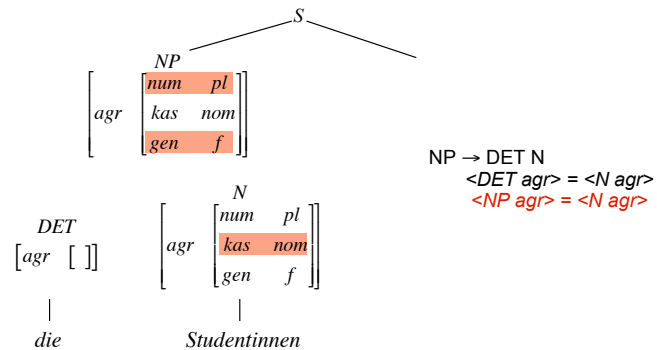 S
NP
num pl
agr kas nom
gen f
NP → DET N
<DET agr> = <N agr>
<NP agr> = <N agr>
N
DET
num pl
[agr [ ]]
agr kas nom
gen f
die Studentinnen